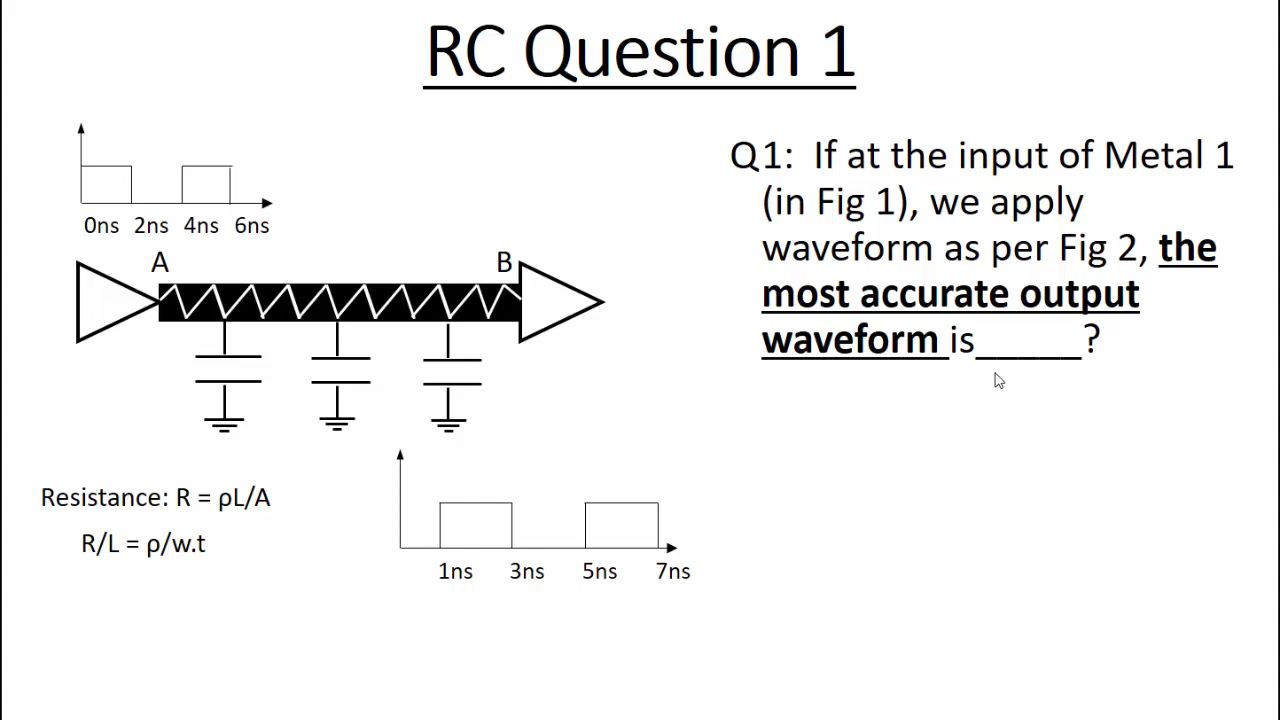 RC Question 1
0ns 2ns 4ns 6ns
A B
Resistance: R = ρL/A
R/L = ρ/w.t
1ns 3ns 5ns 7ns
Q1: If at the input of Metal 1
(in Fig 1), we apply
waveform as per Fig 2, the
most accurate output
waveform is______?